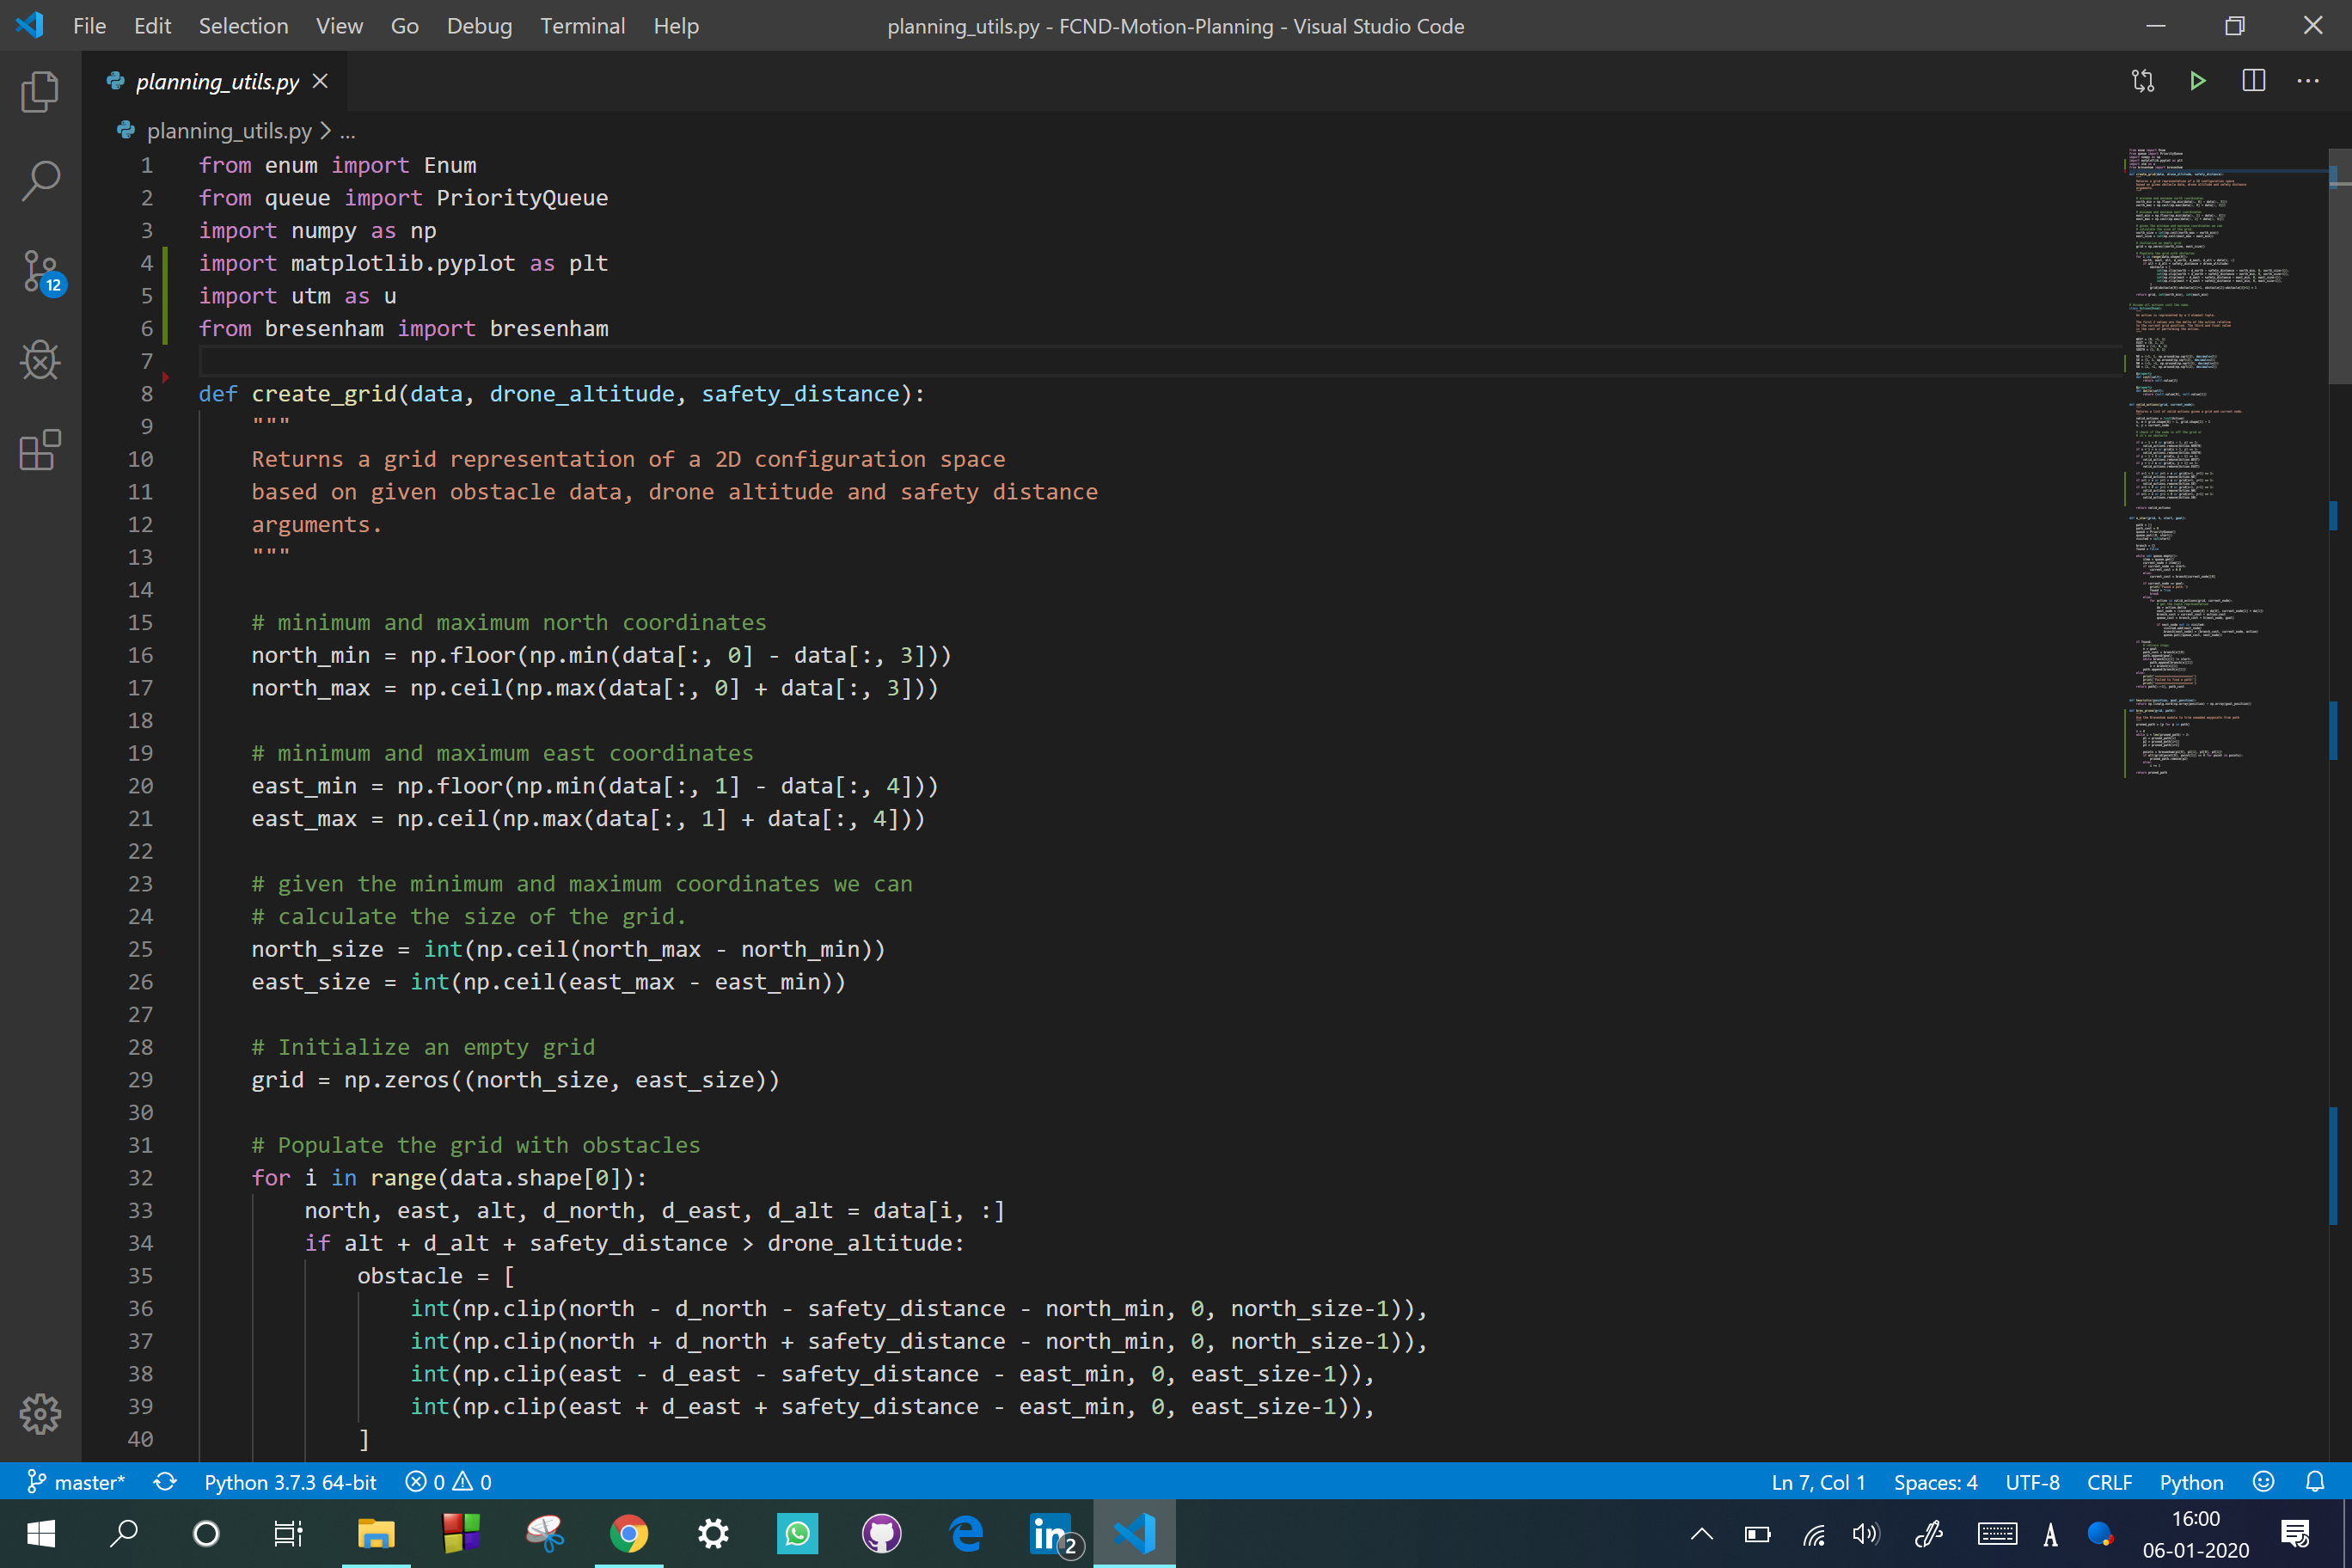 File Edit Selection View Go Debug Terminal Help planning_utils.py - FCND-Motion-Planning - Visual Studio Code
planning_utils.py
planning_utils.py > ...
1 from enum import Enum
2 from queue import PriorityQueue
3 import numpy as np
4 import matplotlib.pyplot as plt
5 import utm as u
6 from bresenham import bresenham
7
8 def create_grid(data, drone_altitude, safety_distance):
9 """
10 Returns a grid representation of a 2D configuration space
11 based on given obstacle data, drone altitude and safety distance
12 arguments.
13 """
14
15 # minimum and maximum north coordinates
16 north_min = np.floor(np.min(data[:, 0] - data[:, 3]))
17 north_max = np.ceil(np.max(data[:, 0] + data[:, 3]))
18
19 # minimum and maximum east coordinates
20 east_min = np.floor(np.min(data[:, 1] - data[:, 4]))
21 east_max = np.ceil(np.max(data[:, 1] + data[:, 4]))
22
23 # given the minimum and maximum coordinates we can
24 # calculate the size of the grid.
25 north_size = int(np.ceil(north_max - north_min))
26 east_size = int(np.ceil(east_max - east_min))
27
28 # Initialize an empty grid
29 grid = np.zeros((north_size, east_size))
30
31 # Populate the grid with obstacles
32 for i in range(data.shape[0]):
33 north, east, alt, d_north, d_east, d_alt = data[i, :]
34 if alt + d_alt + safety_distance > drone_altitude:
35 obstacle = [
36 int(np.clip(north - d_north - safety_distance - north_min, 0, north_size-1)),
37 int(np.clip(north + d_north + safety_distance - north_min, 0, north_size-1)),
38 int(np.clip(east - d_east - safety_distance - east_min, 0, east_size-1)),
39 int(np.clip(east + d_east + safety_distance - east_min, 0, east_size-1)),
40 ]
12
master* Python 3.7.3 64-bit 0 0 Ln 7, Col 1 Spaces: 4 UTF-8 CRLF Python
in 2 A 16:00
06-01-2020